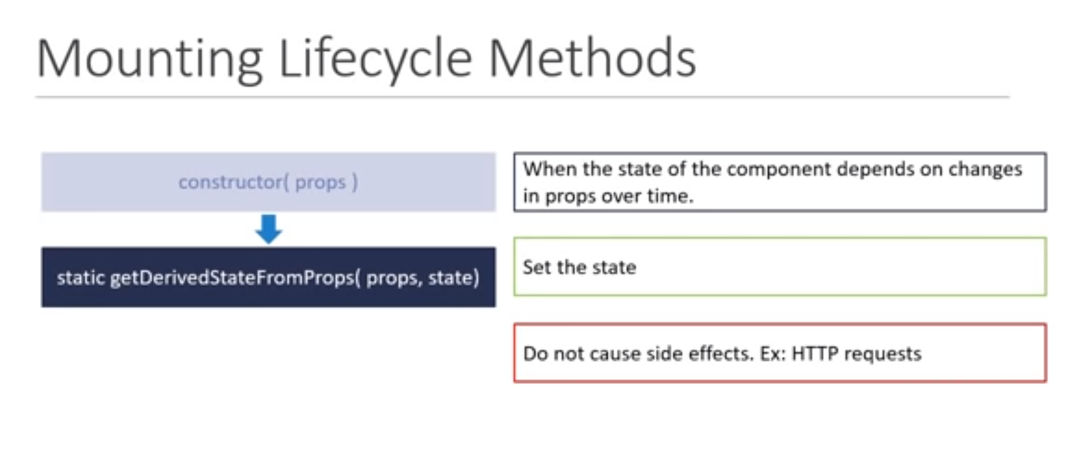 Mounting Lifecycle Methods
constructor( props )
static getDerivedStateFromProps( props, state)
When the state of the component depends on changes
in props over time.
Set the state
Do not cause side effects. Ex: HTTP requests